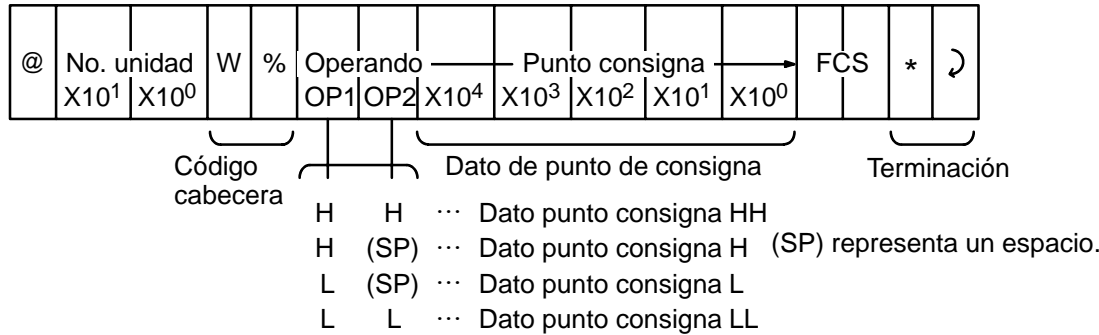 @ No. unidad W % Operando Punto consigna FCS * ⤸
X10¹ X10⁰ OP1 OP2 X10⁴ X10³ X10² X10¹ X10⁰
Código Dato de punto de consigna Terminación
cabecera
H H ··· Dato punto consigna HH
H (SP) ··· Dato punto consigna H (SP) representa un espacio.
L (SP) ··· Dato punto consigna L
L L ··· Dato punto consigna LL